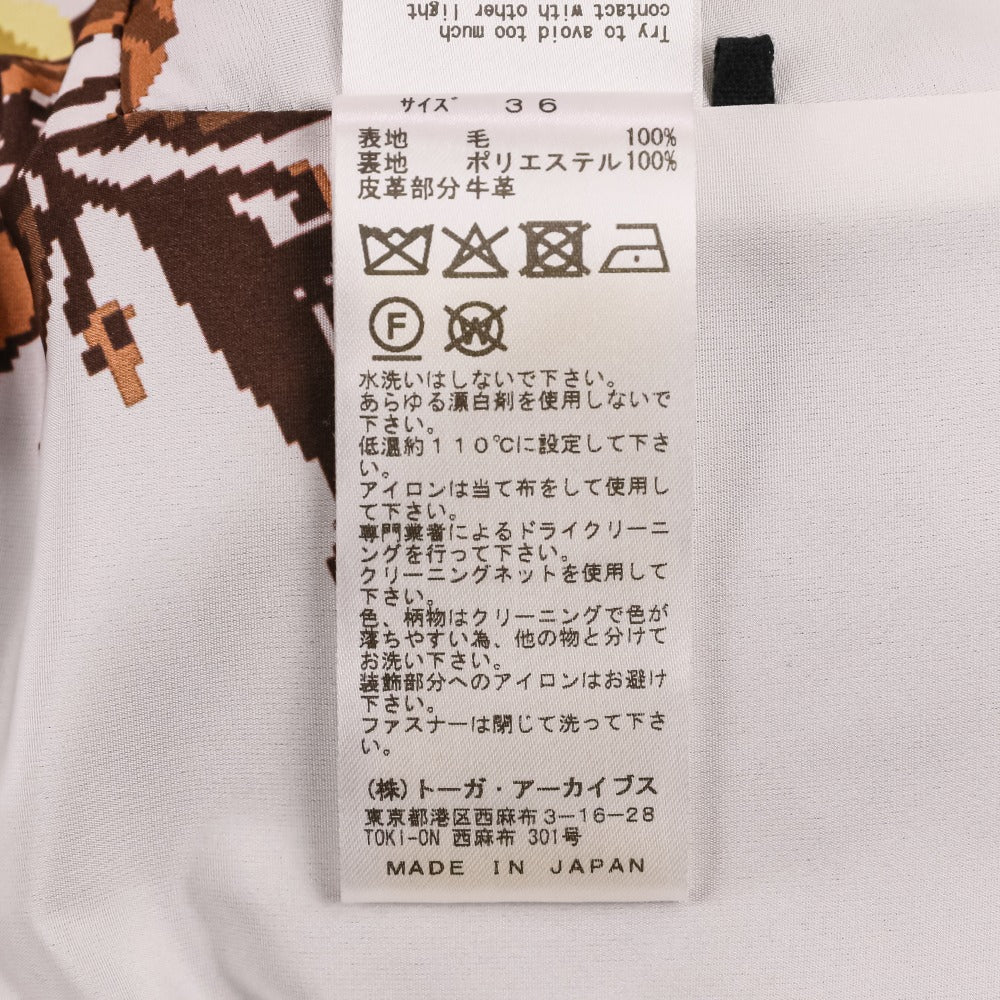 Try to avoid too much
contact with other light
サイズ 36
表地 毛 100%
裏地 ポリエステル100%
皮革部分牛革
F W
水洗いはしないで下さい。
あらゆる漂白剤を使用しないで
下さい。
低温約110℃に設定して下さ
い。
アイロンは当て布をして使用し
て下さい。
専門業者によるドライクリーニ
ングを行って下さい。
クリーニングネットを使用して
下さい。
色、柄物はクリーニングで色が
落ちやすい為、他の物と分けて
お洗い下さい。
装飾部分へのアイロンはお避け
下さい。
ファスナーは閉じて洗って下さ
い。
(株)トーガ・アーカイブス
東京都港区西麻布3-16-28
TOKI-ON 西麻布 301号
MADE IN JAPAN